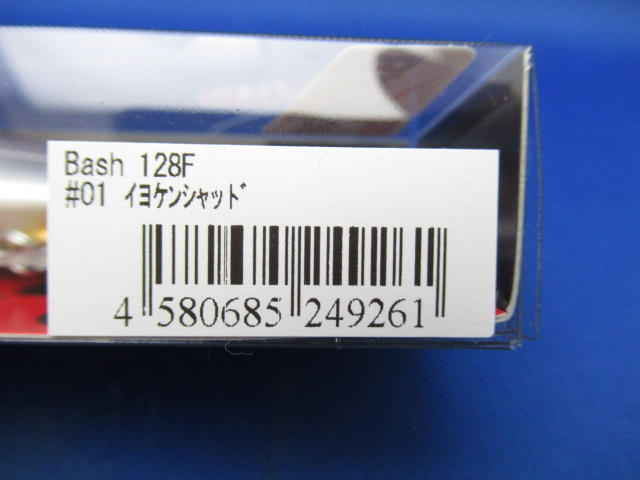 Bash 128F
#01 ｲﾖｹﾝｼｬｯﾄﾞ
4 580685 249261